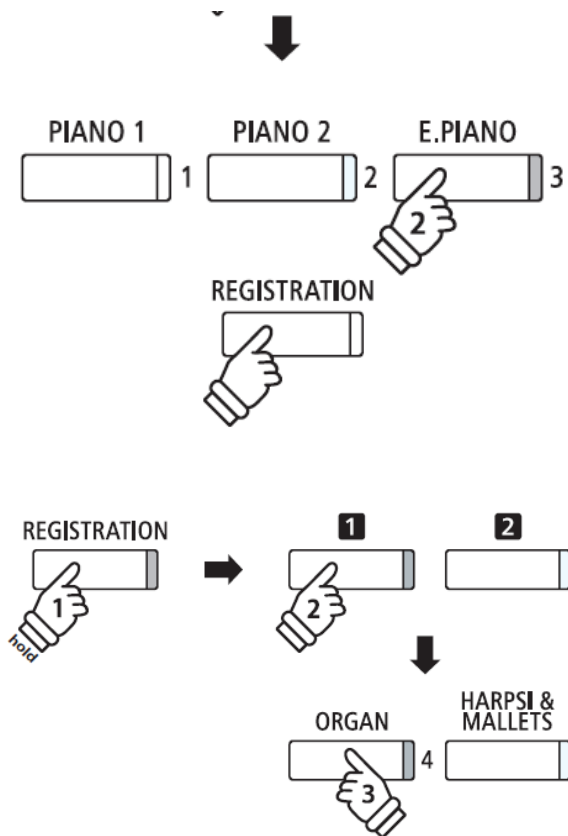 PIANO 1 PIANO 2 E.PIANO
1 2 3
2
REGISTRATION
REGISTRATION 1 2
1 2
hold
ORGAN HARPSI &
MALLETS
4
3